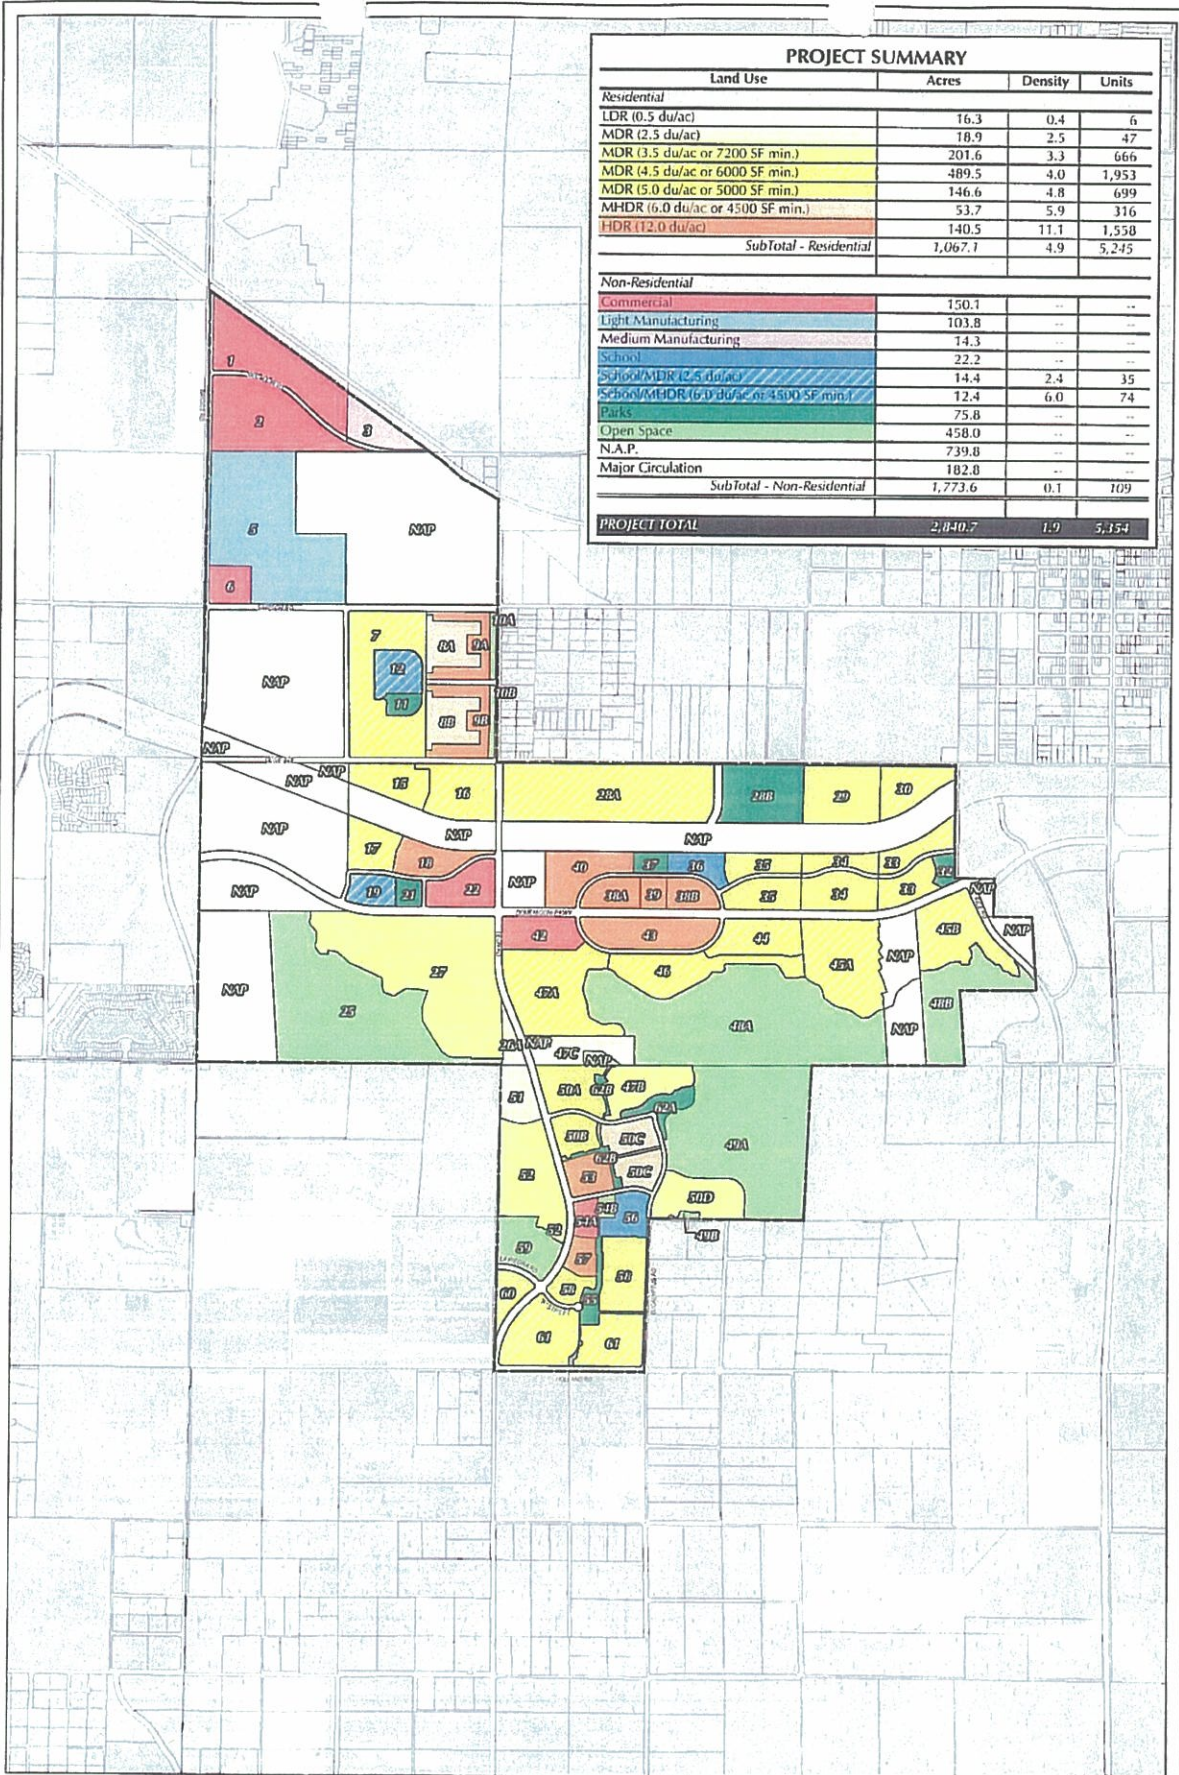 PROJECT SUMMARY
Land Use Acres Density Units
Residential
LDR (0.5 du/ac) 16.3 0.4 6
MDR (2.5 du/ac) 18.9 2.5 47
MDR (3.5 du/ac or 7200 SF min.) 201.6 3.3 666
MDR (4.5 du/ac or 6000 SF min.) 489.5 4.0 1,953
MDR (5.0 du/ac or 5000 SF min.) 146.6 4.8 699
MHDR (6.0 du/ac or 4500 SF min.) 53.7 5.9 316
HDR (12.0 du/ac) 140.5 11.1 1,558
SubTotal - Residential 1,067.1 4.9 5,245
Non-Residential
Commercial 150.1 -- --
Light Manufacturing 103.8 -- --
Medium Manufacturing 14.3 -- --
School 22.2 -- --
School/MDR (2.5 du/ac) 14.4 2.4 35
School/MHDR (6.0 du/ac or 4500 SF min.) 12.4 6.0 74
Parks 75.8 -- --
Open Space 458.0 -- --
N.A.P. 739.8 -- --
Major Circulation 182.8 -- --
SubTotal - Non-Residential 1,773.6 0.1 109
PROJECT TOTAL 2,840.7 1.9 5,354
1
2 3
5 NAP
6
7 8A 9A 10A
12
NAP 11
8B 9B 10B
NAP
NAP NAP 15 16 28A 28B 29 30
NAP NAP NAP
17 18 40 37 36 35 34 33 32
NAP 19 21 22 NAP 38A 39 38B 35 34 33 NAP
42 43 44 45A NAP 45B NAP
NAP 25 27 47A 46 48A NAP 48B
26A NAP 47C NAP
51 50A 62B 47B 62A
50B 50C 49A
52 62B 53 50C
50D
52 54A 54B 56 49B
59 57 58
60 58 55
61 61
HOLLAND RD